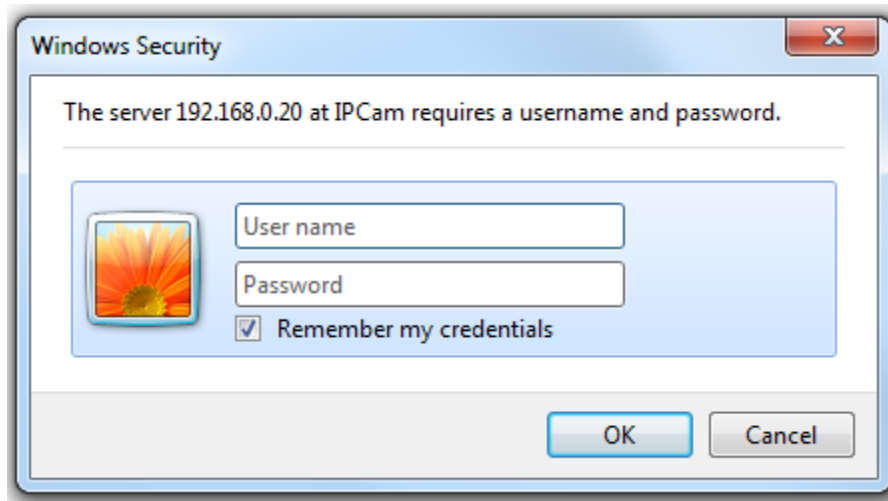 Windows Security
The server 192.168.0.20 at IPCam requires a username and password.
User name
Password
Remember my credentials
OK
Cancel